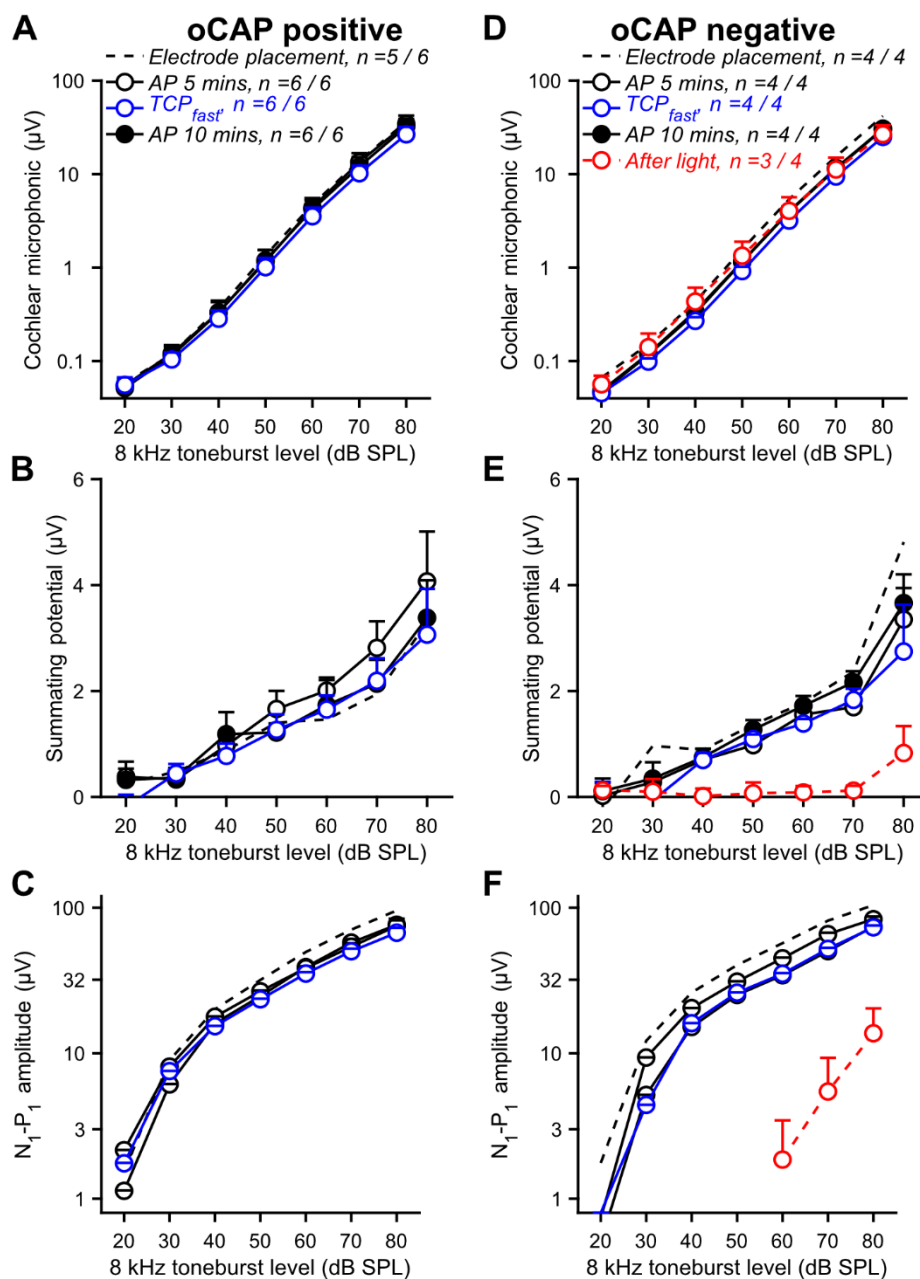 A oCAP positive
Electrode placement, n =5 / 6
AP 5 mins, n =6 / 6
TCPfast, n =6 / 6
AP 10 mins, n =6 / 6
Cochlear microphonic (µV)
100
10
1
0.1
20 30 40 50 60 70 80
8 kHz toneburst level (dB SPL)
B
Summating potential (µV)
6
4
2
0
20 30 40 50 60 70 80
8 kHz toneburst level (dB SPL)
C
N1-P1 amplitude (µV)
100
32
10
3
1
20 30 40 50 60 70 80
8 kHz toneburst level (dB SPL)
D oCAP negative
Electrode placement, n =4 / 4
AP 5 mins, n =4 / 4
TCPfast, n =4 / 4
AP 10 mins, n =4 / 4
After light, n =3 / 4
Cochlear microphonic (µV)
100
10
1
0.1
20 30 40 50 60 70 80
8 kHz toneburst level (dB SPL)
E
Summating potential (µV)
6
4
2
0
20 30 40 50 60 70 80
8 kHz toneburst level (dB SPL)
F
N1-P1 amplitude (µV)
100
32
10
3
1
20 30 40 50 60 70 80
8 kHz toneburst level (dB SPL)